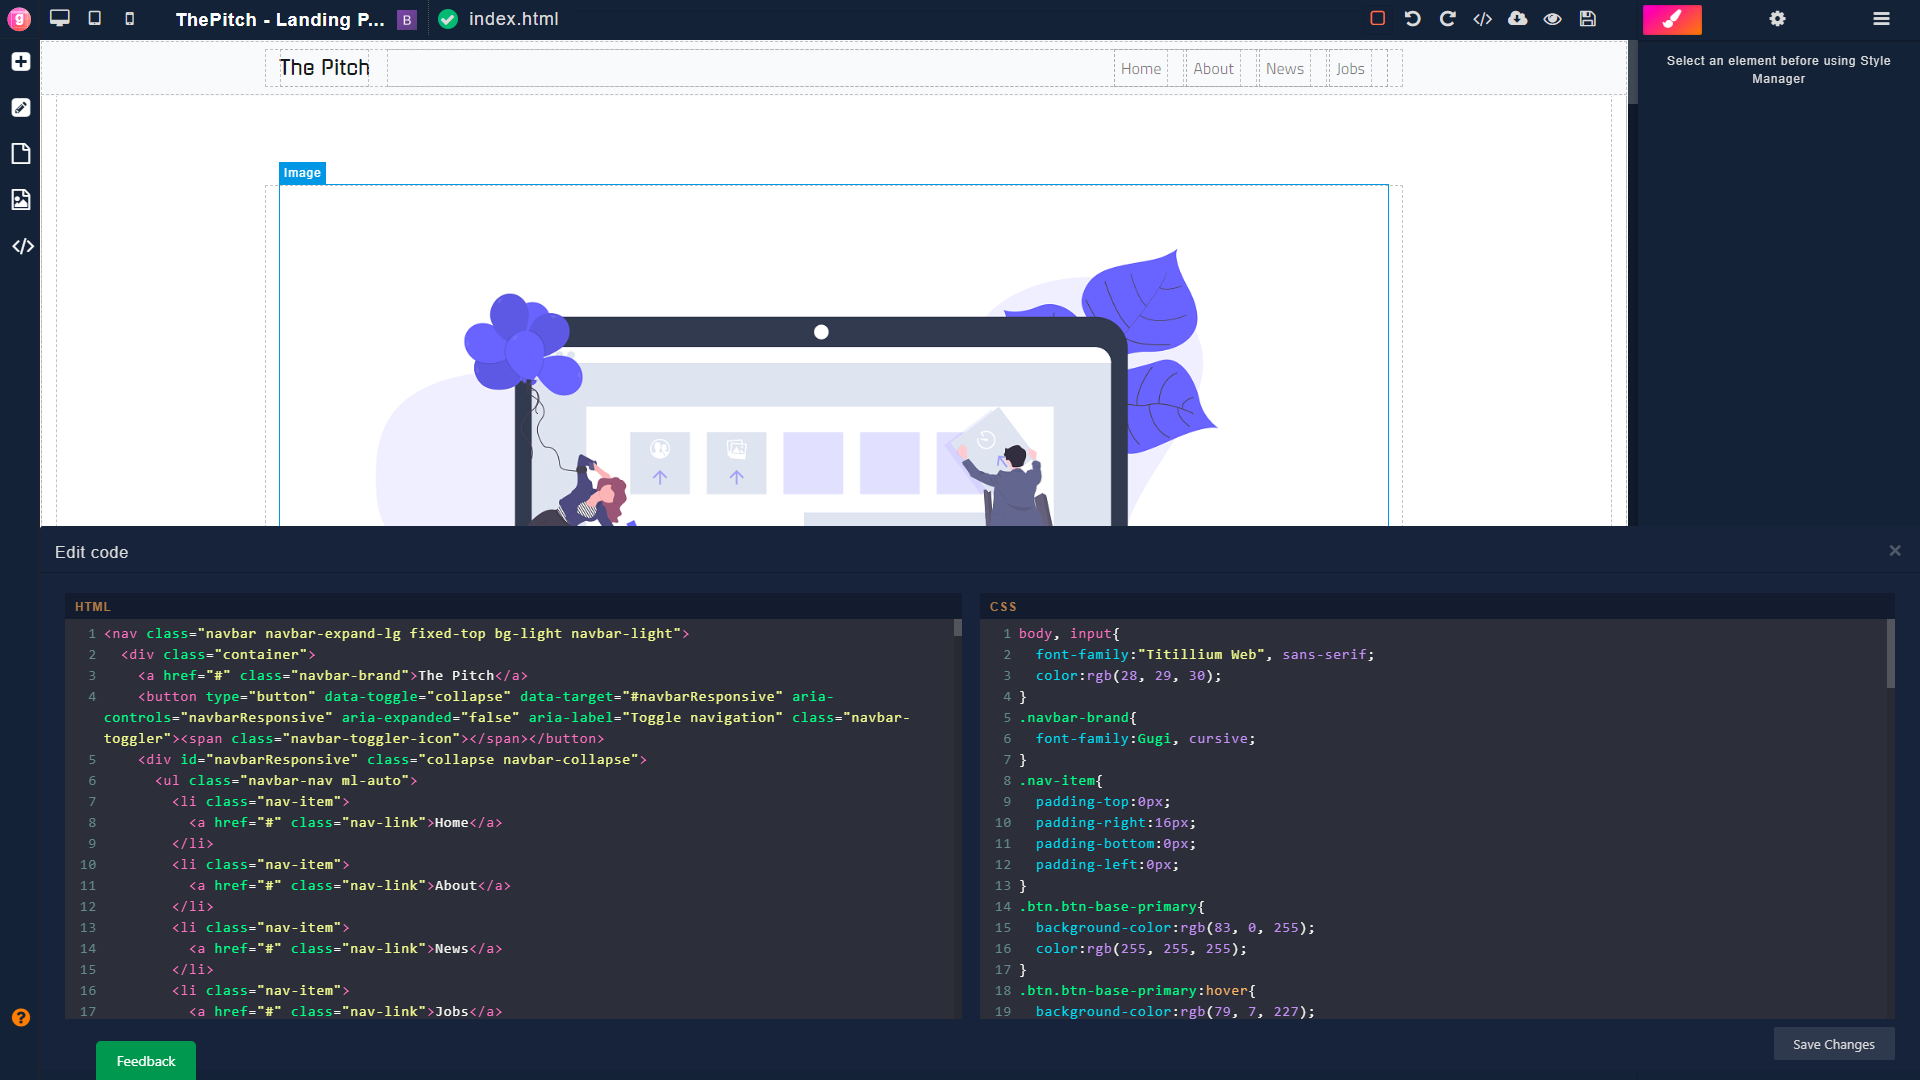 g
ThePitch - Landing P...
B
index.html
Select an element before using Style
Manager
The Pitch
Home
About
News
Jobs
Image
Edit code
×
HTML
1 <nav class="navbar navbar-expand-lg fixed-top bg-light navbar-light">
2 <div class="container">
3 <a href="#" class="navbar-brand">The Pitch</a>
4 <button type="button" data-toggle="collapse" data-target="#navbarResponsive" aria-
controls="navbarResponsive" aria-expanded="false" aria-label="Toggle navigation" class="navbar-
toggler"><span class="navbar-toggler-icon"></span></button>
5 <div id="navbarResponsive" class="collapse navbar-collapse">
6 <ul class="navbar-nav ml-auto">
7 <li class="nav-item">
8 <a href="#" class="nav-link">Home</a>
9 </li>
10 <li class="nav-item">
11 <a href="#" class="nav-link">About</a>
12 </li>
13 <li class="nav-item">
14 <a href="#" class="nav-link">News</a>
15 </li>
16 <li class="nav-item">
17 <a href="#" class="nav-link">Jobs</a>
CSS
1 body, input{
2 font-family:"Titillium Web", sans-serif;
3 color:rgb(28, 29, 30);
4 }
5 .navbar-brand{
6 font-family:Gugi, cursive;
7 }
8 .nav-item{
9 padding-top:0px;
10 padding-right:16px;
11 padding-bottom:0px;
12 padding-left:0px;
13 }
14 .btn.btn-base-primary{
15 background-color:rgb(83, 0, 255);
16 color:rgb(255, 255, 255);
17 }
18 .btn.btn-base-primary:hover{
19 background-color:rgb(79, 7, 227);
?
Feedback
Save Changes